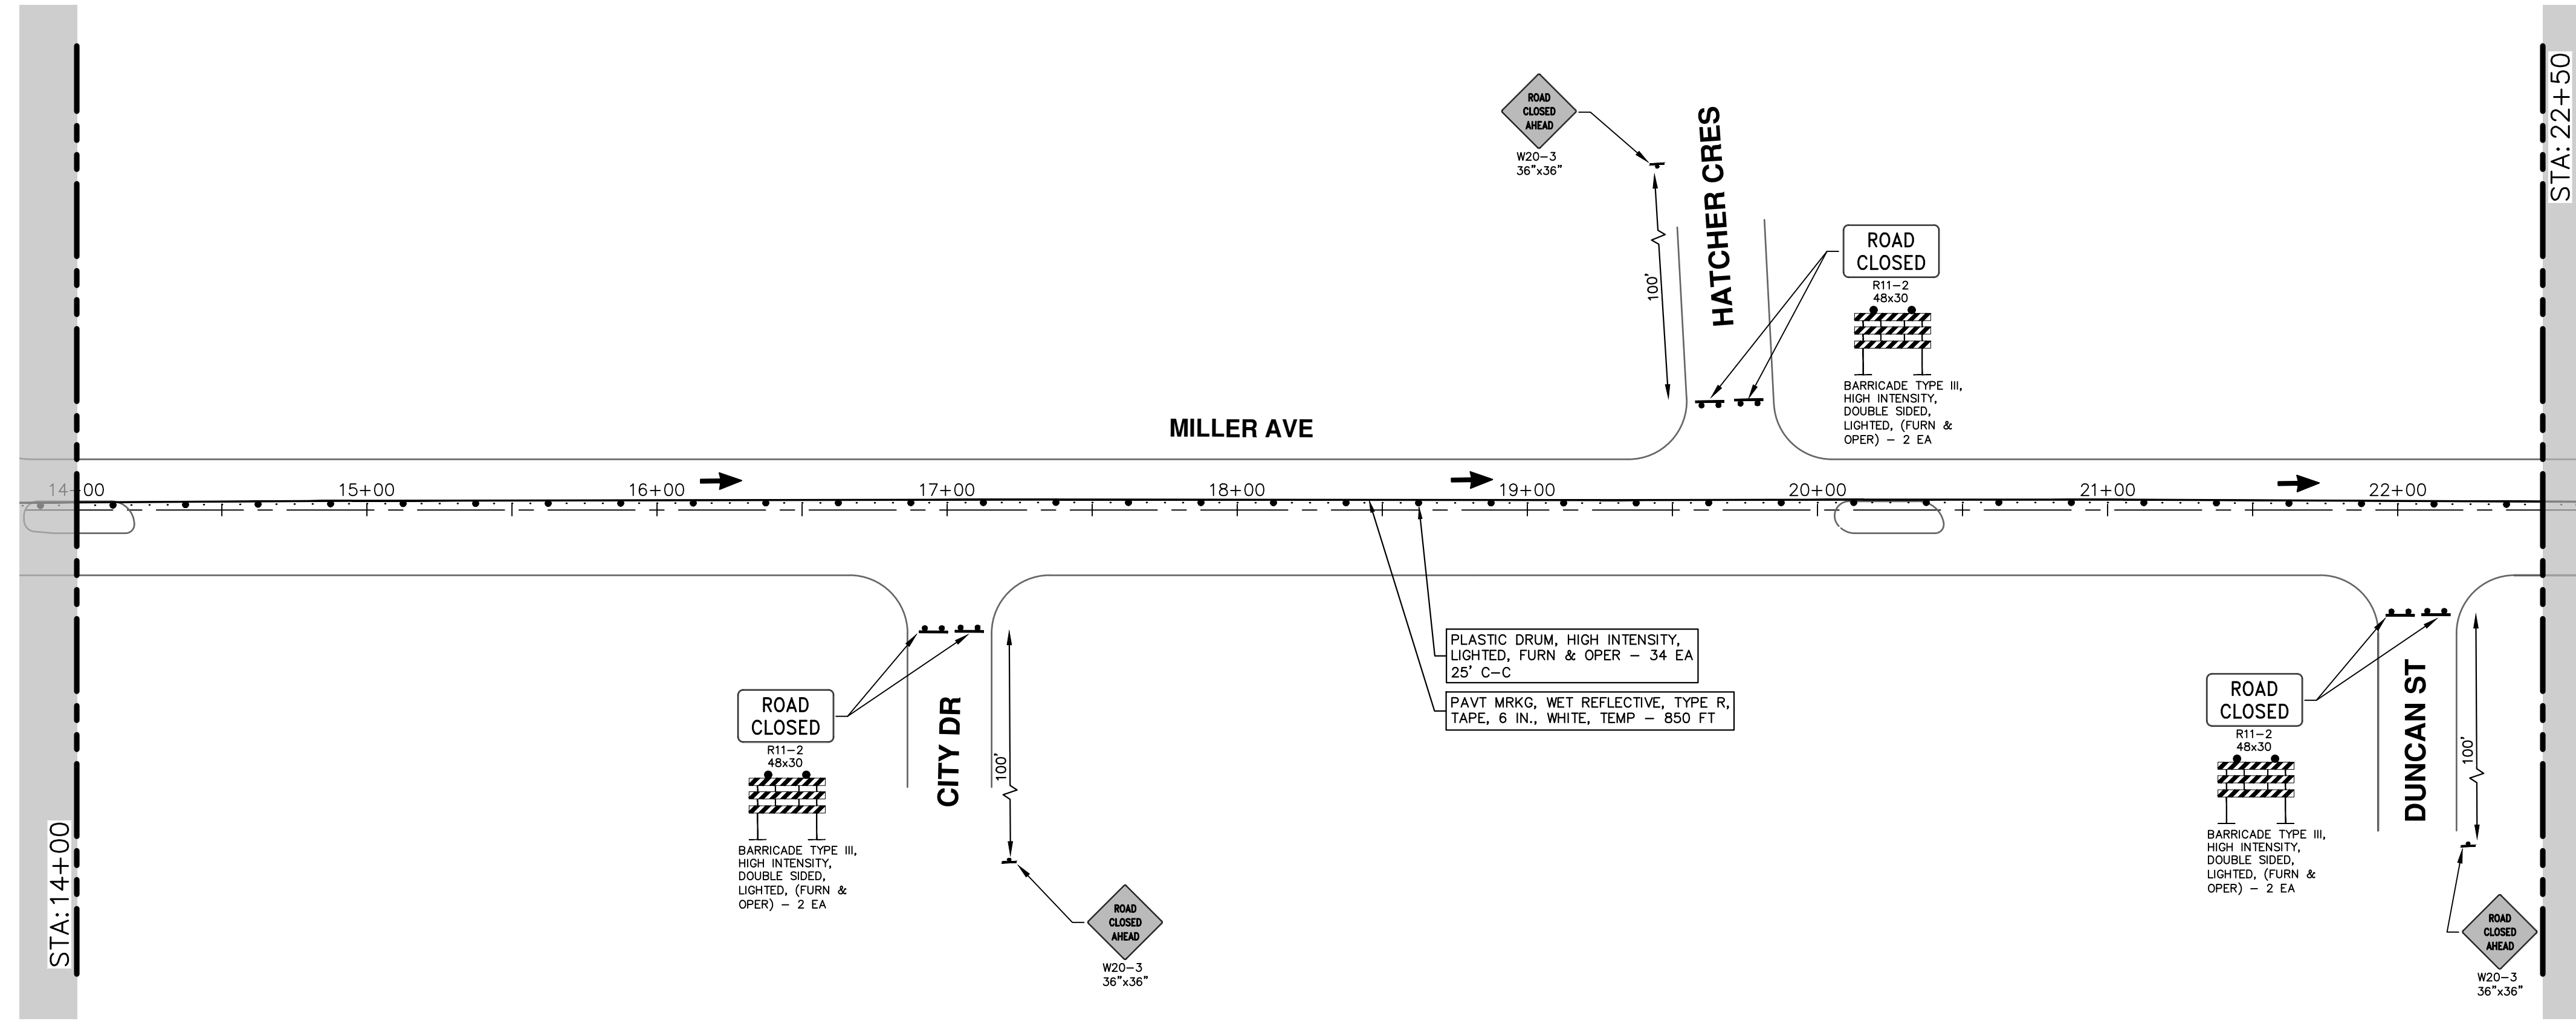 STA: 22+50
ROAD
CLOSED
AHEAD
W20-3
36"x36"
HATCHER CRES
100'
ROAD
CLOSED
R11-2
48x30
BARRICADE TYPE III,
HIGH INTENSITY,
DOUBLE SIDED,
LIGHTED, (FURN &
OPER) - 2 EA
MILLER AVE
14+00
15+00
16+00
17+00
18+00
19+00
20+00
21+00
22+00
PLASTIC DRUM, HIGH INTENSITY,
LIGHTED, FURN & OPER - 34 EA
25' C-C
PAVT MRKG, WET REFLECTIVE, TYPE R,
TAPE, 6 IN., WHITE, TEMP - 850 FT
ROAD
CLOSED
R11-2
48x30
BARRICADE TYPE III,
HIGH INTENSITY,
DOUBLE SIDED,
LIGHTED, (FURN &
OPER) - 2 EA
CITY DR
100'
ROAD
CLOSED
AHEAD
W20-3
36"x36"
ROAD
CLOSED
R11-2
48x30
BARRICADE TYPE III,
HIGH INTENSITY,
DOUBLE SIDED,
LIGHTED, (FURN &
OPER) - 2 EA
DUNCAN ST
100'
ROAD
CLOSED
AHEAD
W20-3
36"x36"
STA: 14+00